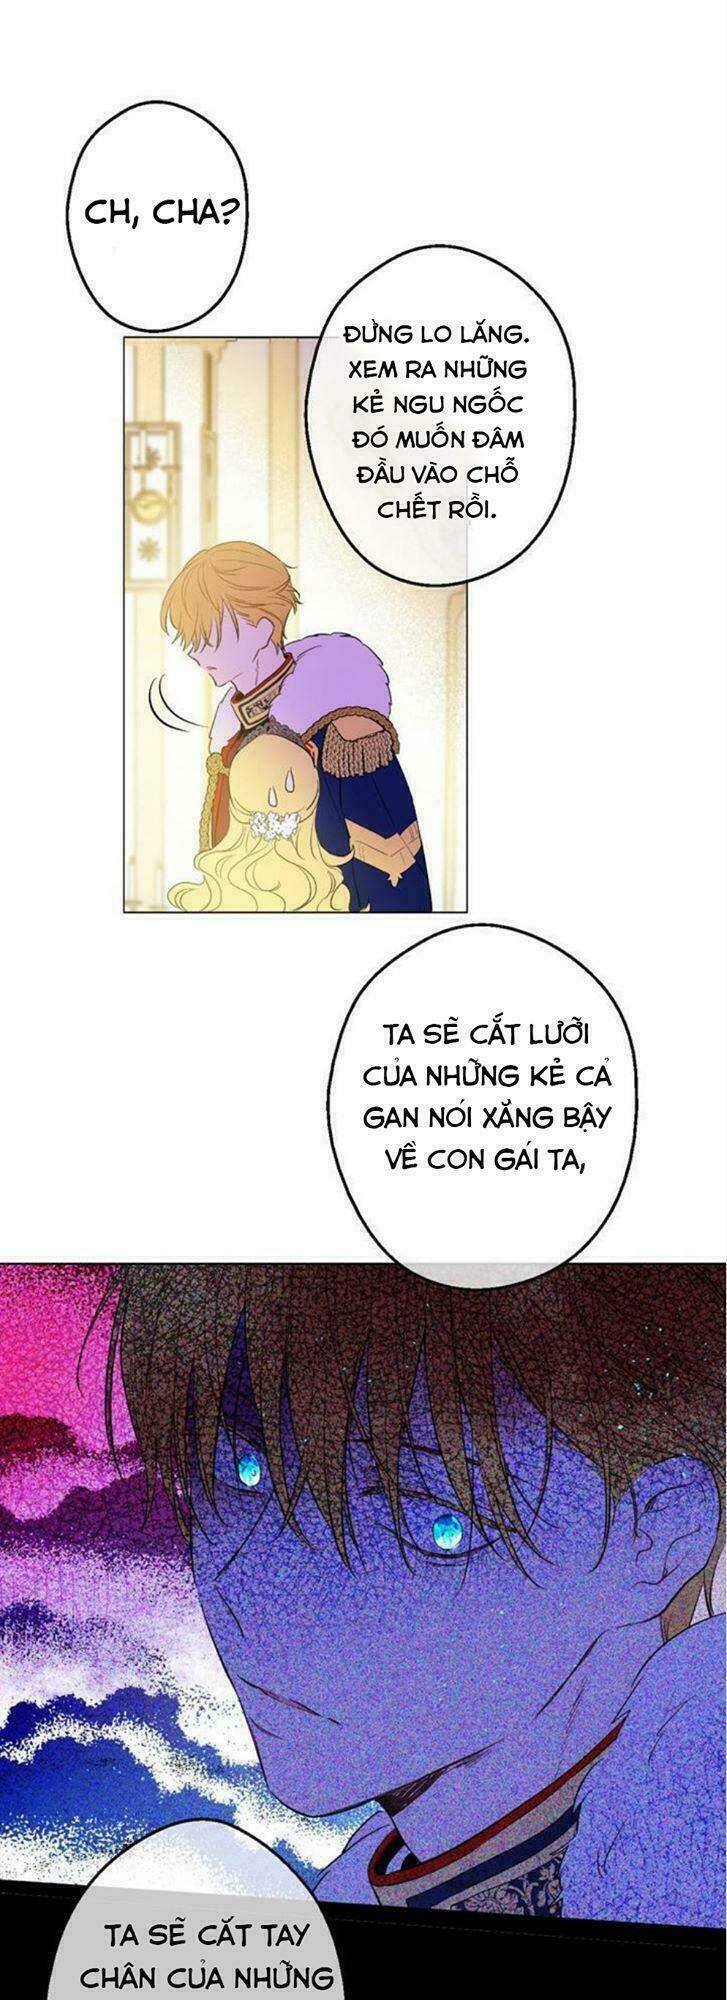 CH, CHA?
ĐỪNG LO LẮNG.
XEM RA NHỮNG
KẺ NGU NGỐC
ĐÓ MUỐN ĐÂM
ĐẦU VÀO CHỖ
CHẾT RỒI.
TA SẼ CẮT LƯỠI
CỦA NHỮNG KẺ CẢ
GAN NÓI XẰNG BẬY
VỀ CON GÁI TA,
TA SẼ CẮT TAY
CHÂN CỦA NHỮNG